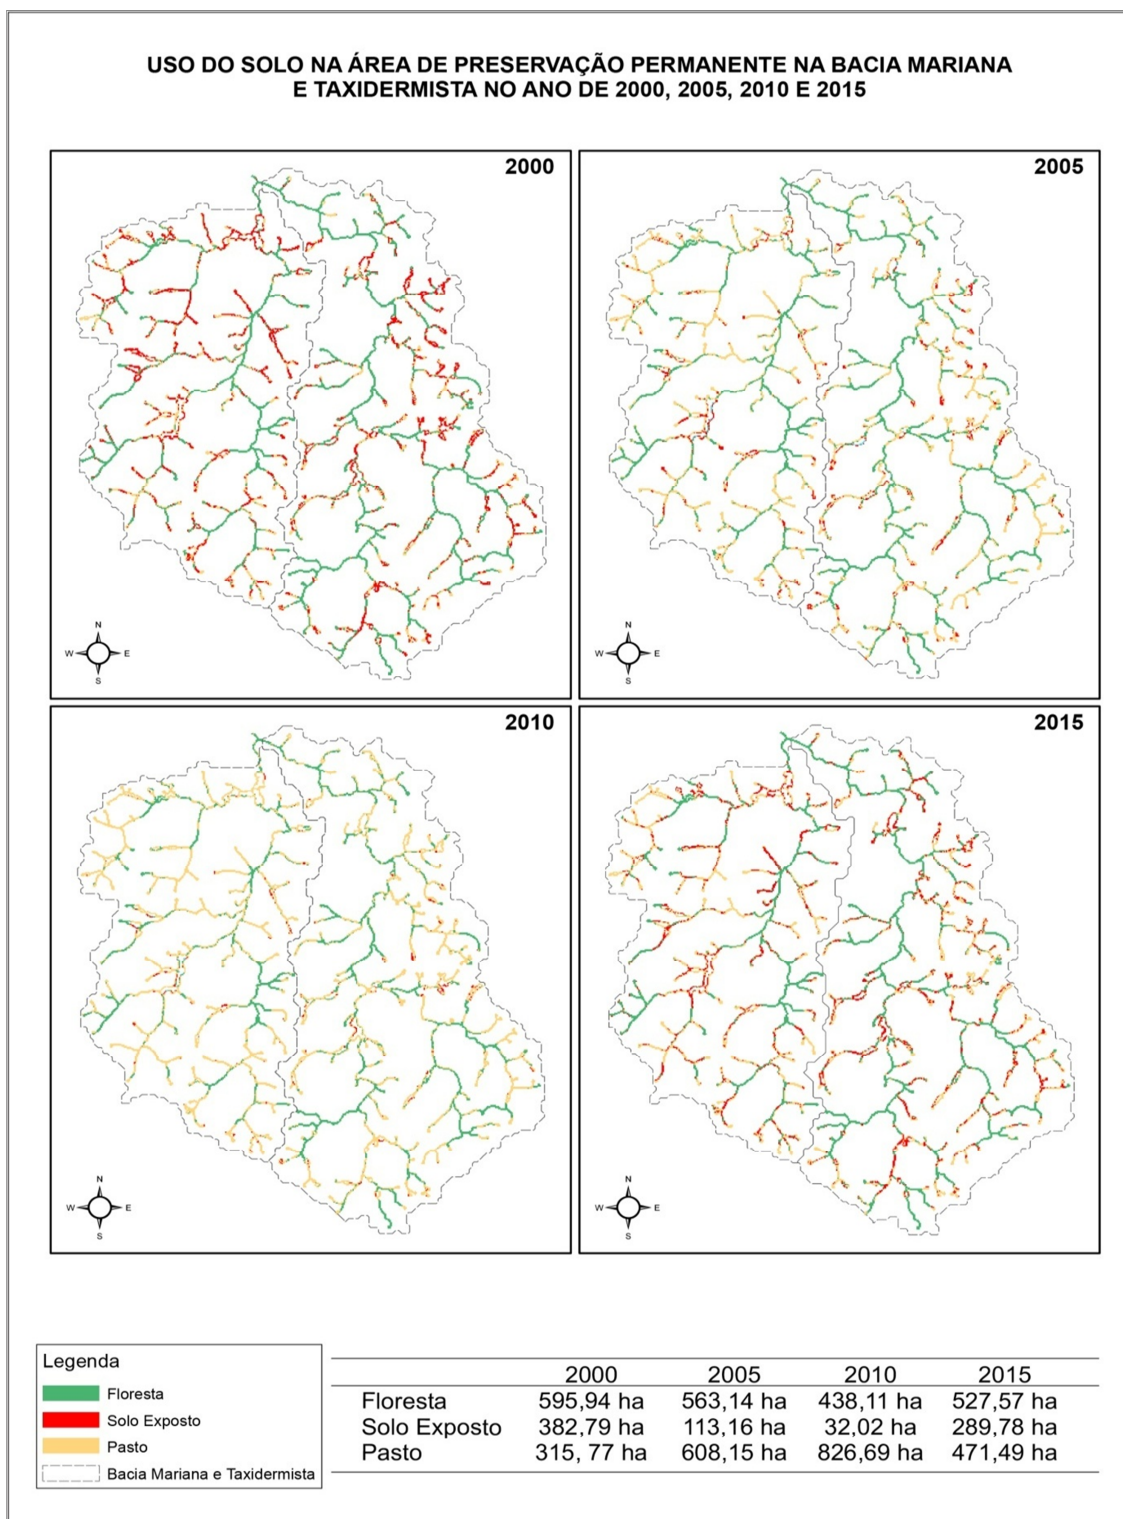 USO DO SOLO NA ÁREA DE PRESERVAÇÃO PERMANENTE NA BACIA MARIANA
E TAXIDERMISTA NO ANO DE 2000, 2005, 2010 E 2015
2000
N
W E
S
2005
N
W E
S
2010
N
W E
S
2015
N
W E
S
Legenda
Floresta
Solo Exposto
Pasto
Bacia Mariana e Taxidermista
2000 2005 2010 2015
Floresta 595,94 ha 563,14 ha 438,11 ha 527,57 ha
Solo Exposto 382,79 ha 113,16 ha 32,02 ha 289,78 ha
Pasto 315, 77 ha 608,15 ha 826,69 ha 471,49 ha